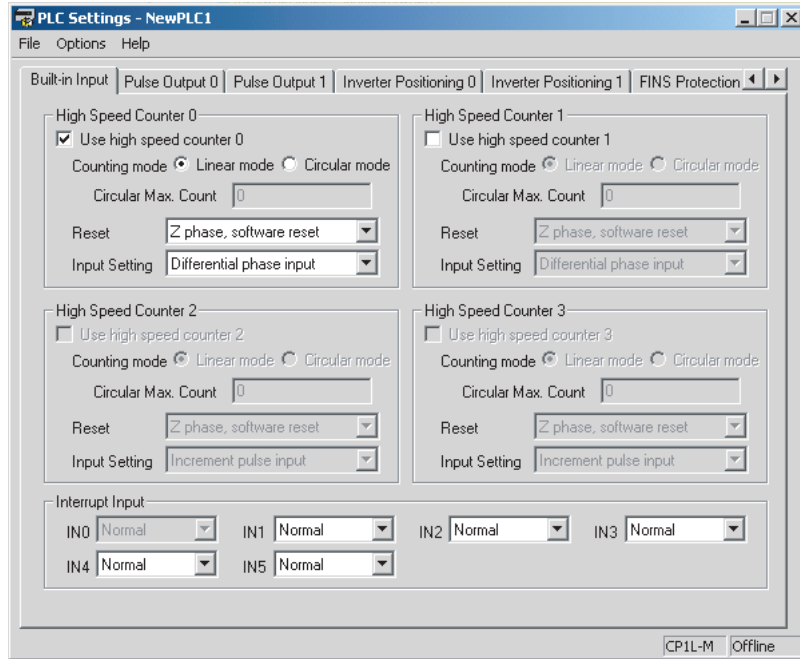 PLC Settings - NewPLC1
File Options Help
Built-in Input Pulse Output 0 Pulse Output 1 Inverter Positioning 0 Inverter Positioning 1 FINS Protection
High Speed Counter 0
Use high speed counter 0
Counting mode Linear mode Circular mode
Circular Max. Count 0
Reset Z phase, software reset
Input Setting Differential phase input
High Speed Counter 1
Use high speed counter 1
Counting mode Linear mode Circular mode
Circular Max. Count 0
Reset Z phase, software reset
Input Setting Differential phase input
High Speed Counter 2
Use high speed counter 2
Counting mode Linear mode Circular mode
Circular Max. Count 0
Reset Z phase, software reset
Input Setting Increment pulse input
High Speed Counter 3
Use high speed counter 3
Counting mode Linear mode Circular mode
Circular Max. Count 0
Reset Z phase, software reset
Input Setting Increment pulse input
Interrupt Input
IN0 Normal IN1 Normal IN2 Normal IN3 Normal
IN4 Normal IN5 Normal
CP1L-M Offline